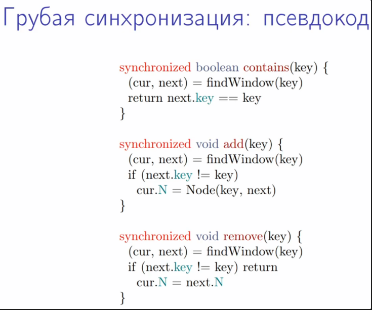 Грубая синхронизация: псевдокод
synchronized boolean contains(key) {
(cur, next) = findWindow(key)
return next.key == key
}
synchronized void add(key) {
(cur, next) = findWindow(key)
if (next.key != key)
cur.N = Node(key, next)
}
synchronized void remove(key) {
(cur, next) = findWindow(key)
if (next.key != key) return
cur.N = next.N
}